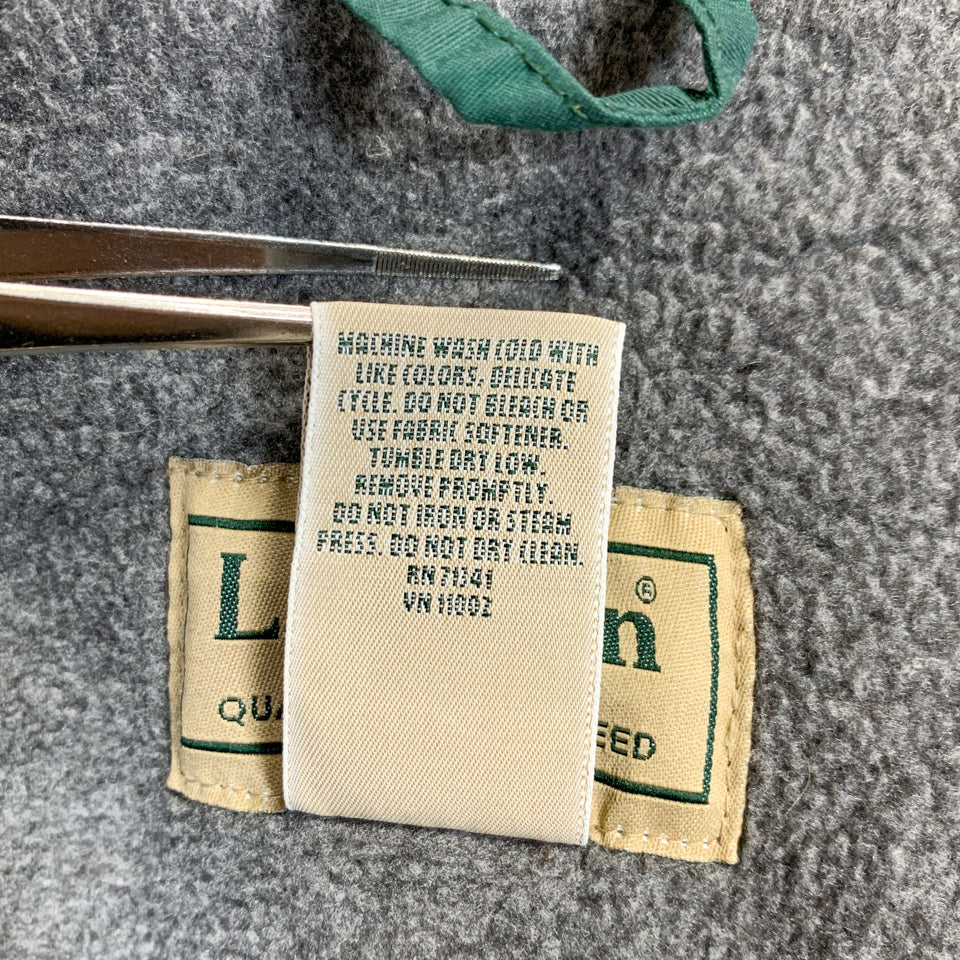 MACHINE WASH COLD WITH
LIKE COLORS. DELICATE
CYCLE. DO NOT BLEACH OR
USE FABRIC SOFTENER.
TUMBLE DRY LOW.
REMOVE PROMPTLY.
DO NOT IRON OR STEAM
PRESS. DO NOT DRY CLEAN.
RN 71341
VN 11002
L n®
QUA EED